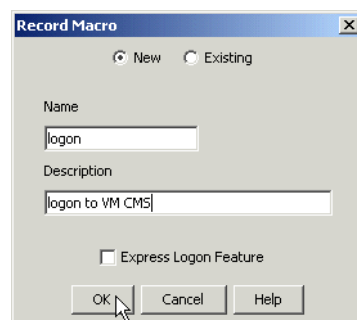 Record Macro
New Existing
Name
logon
Description
logon to VM CMS
Express Logon Feature
OK Cancel Help